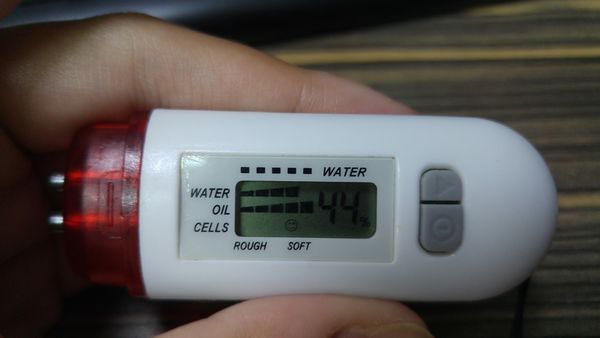 WATER
WATER
OIL 44%
CELLS
ROUGH SOFT